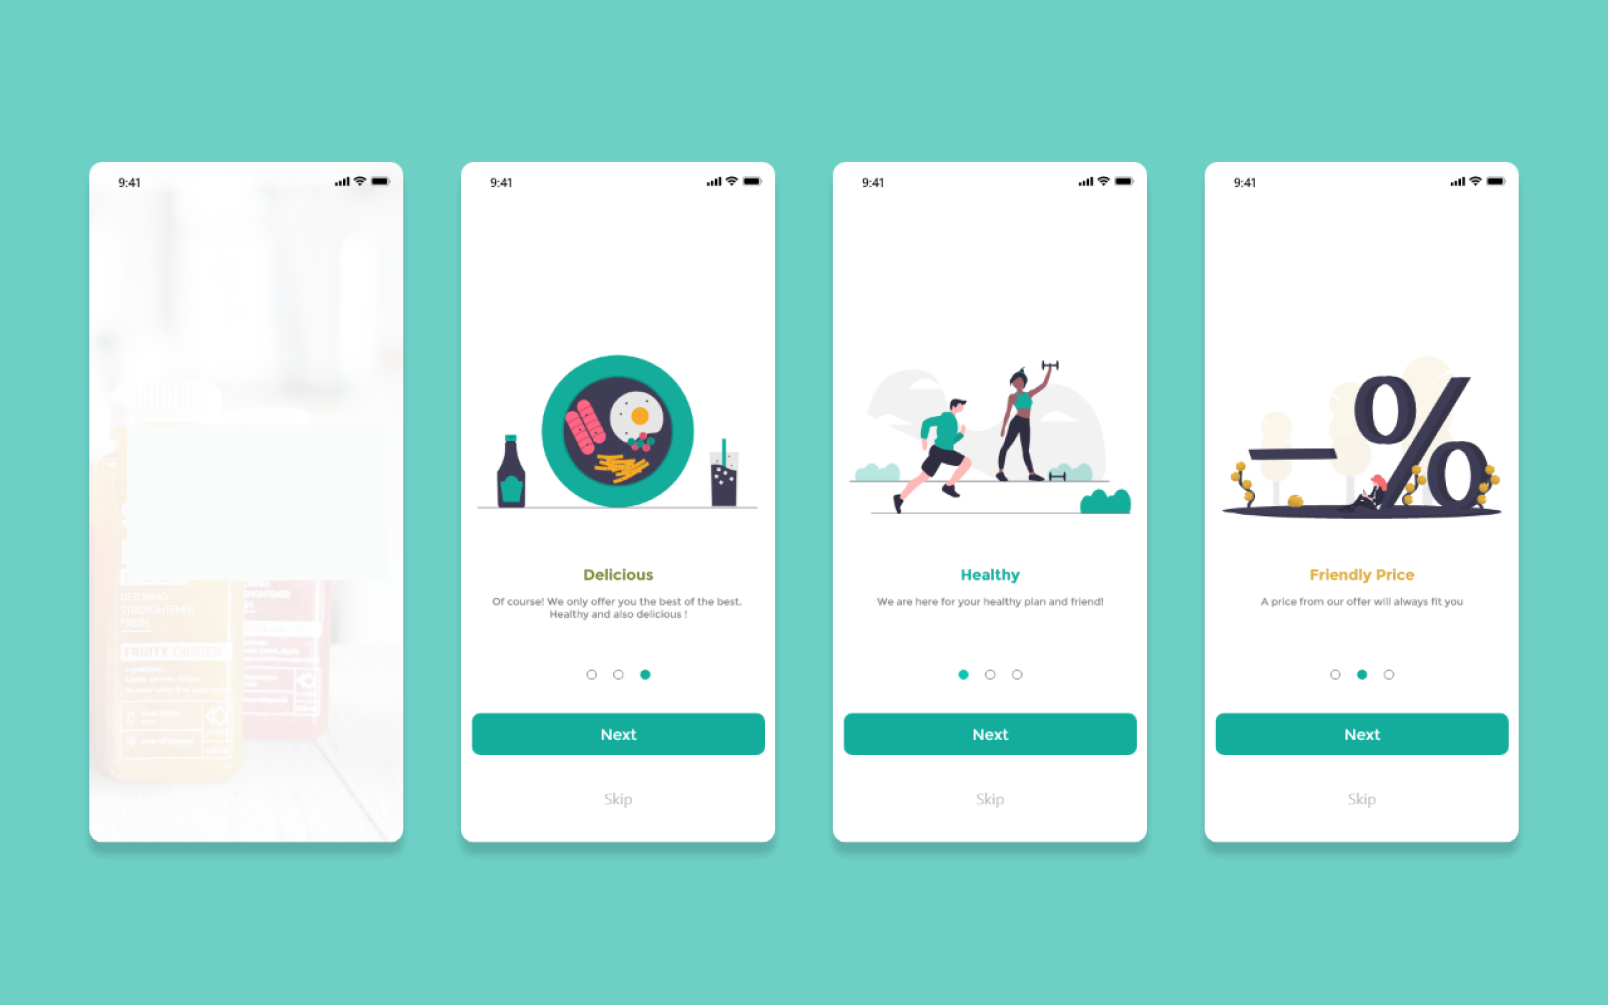 9:41
DETOXING
STRENGHTENER
FRESH
FRUITY GINGER
Ingredients
9:41
Delicious
Of course! We only offer you the best of the best.
Healthy and also delicious !
Next
Skip
9:41
Healthy
We are here for your healthy plan and friend!
Next
Skip
9:41
Friendly Price
A price from our offer will always fit you
Next
Skip